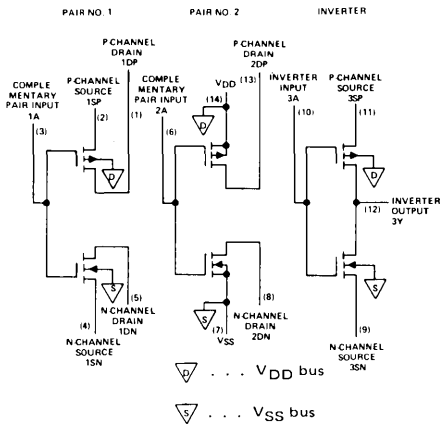 PAIR NO. 1
PAIR NO. 2
INVERTER
P-CHANNEL
DRAIN
1DP
P-CHANNEL
DRAIN
2DP
COMPLE
MENTARY
PAIR INPUT
1A
P-CHANNEL
SOURCE
1SP
COMPLE
MENTARY
PAIR INPUT
2A
VDD
INVERTER
INPUT
3A
P-CHANNEL
SOURCE
3SP
(3)
(2)
(1)
(6)
(14)
(13)
(10)
(11)
D
D
D
(12)
INVERTER
OUTPUT
3Y
S
S
S
(4)
(5)
(7)
(8)
(9)
N-CHANNEL
SOURCE
1SN
N-CHANNEL
DRAIN
1DN
VSS
N-CHANNEL
DRAIN
2DN
N-CHANNEL
SOURCE
3SN
D . . . VDD bus
S . . . VSS bus